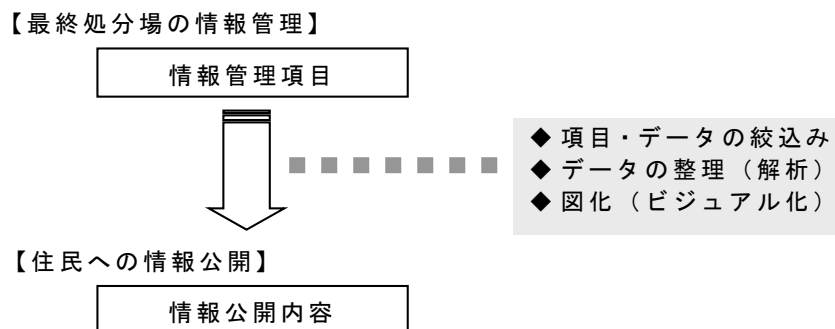 【最終処分場の情報管理】
情報管理項目
◆項目・データの絞込み
◆データの整理（解析）
◆図化（ビジュアル化）
【住民への情報公開】
情報公開内容